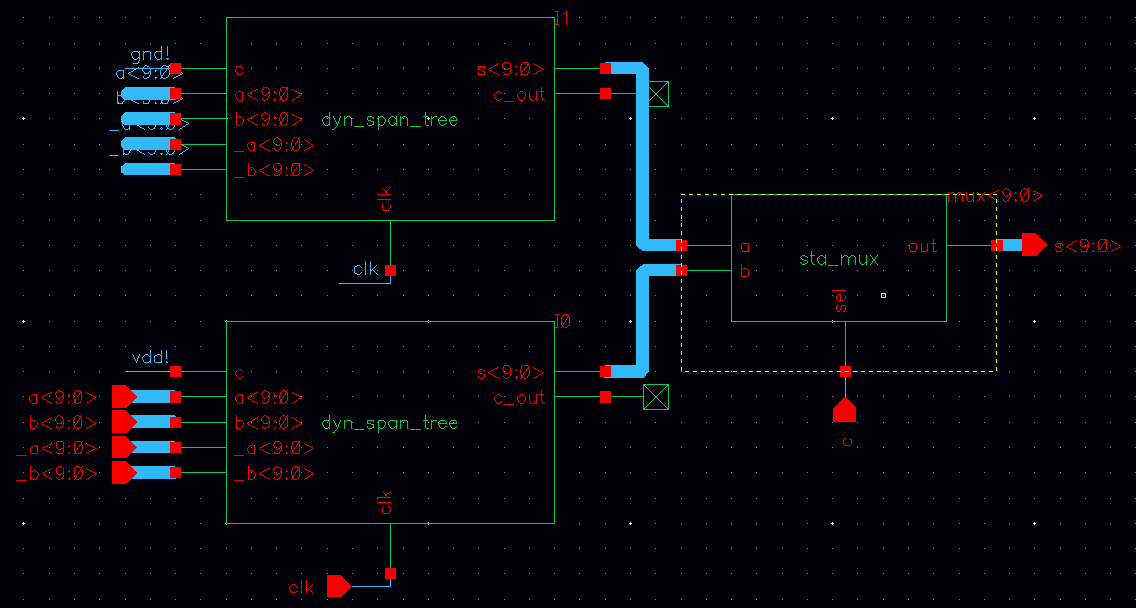 I1
gnd!
a<9:0>
b<9:0>
_a<9:0>
_b<9:0>
c
a<9:0>
b<9:0>
_a<9:0>
_b<9:0>
dyn_span_tree
s<9:0>
c_out
clk
clk
mux<9:0>
a
b
sta_mux
out
sel
s<9:0>
c
I0
vdd!
a<9:0>
b<9:0>
_a<9:0>
_b<9:0>
c
a<9:0>
b<9:0>
_a<9:0>
_b<9:0>
dyn_span_tree
s<9:0>
c_out
clk
clk